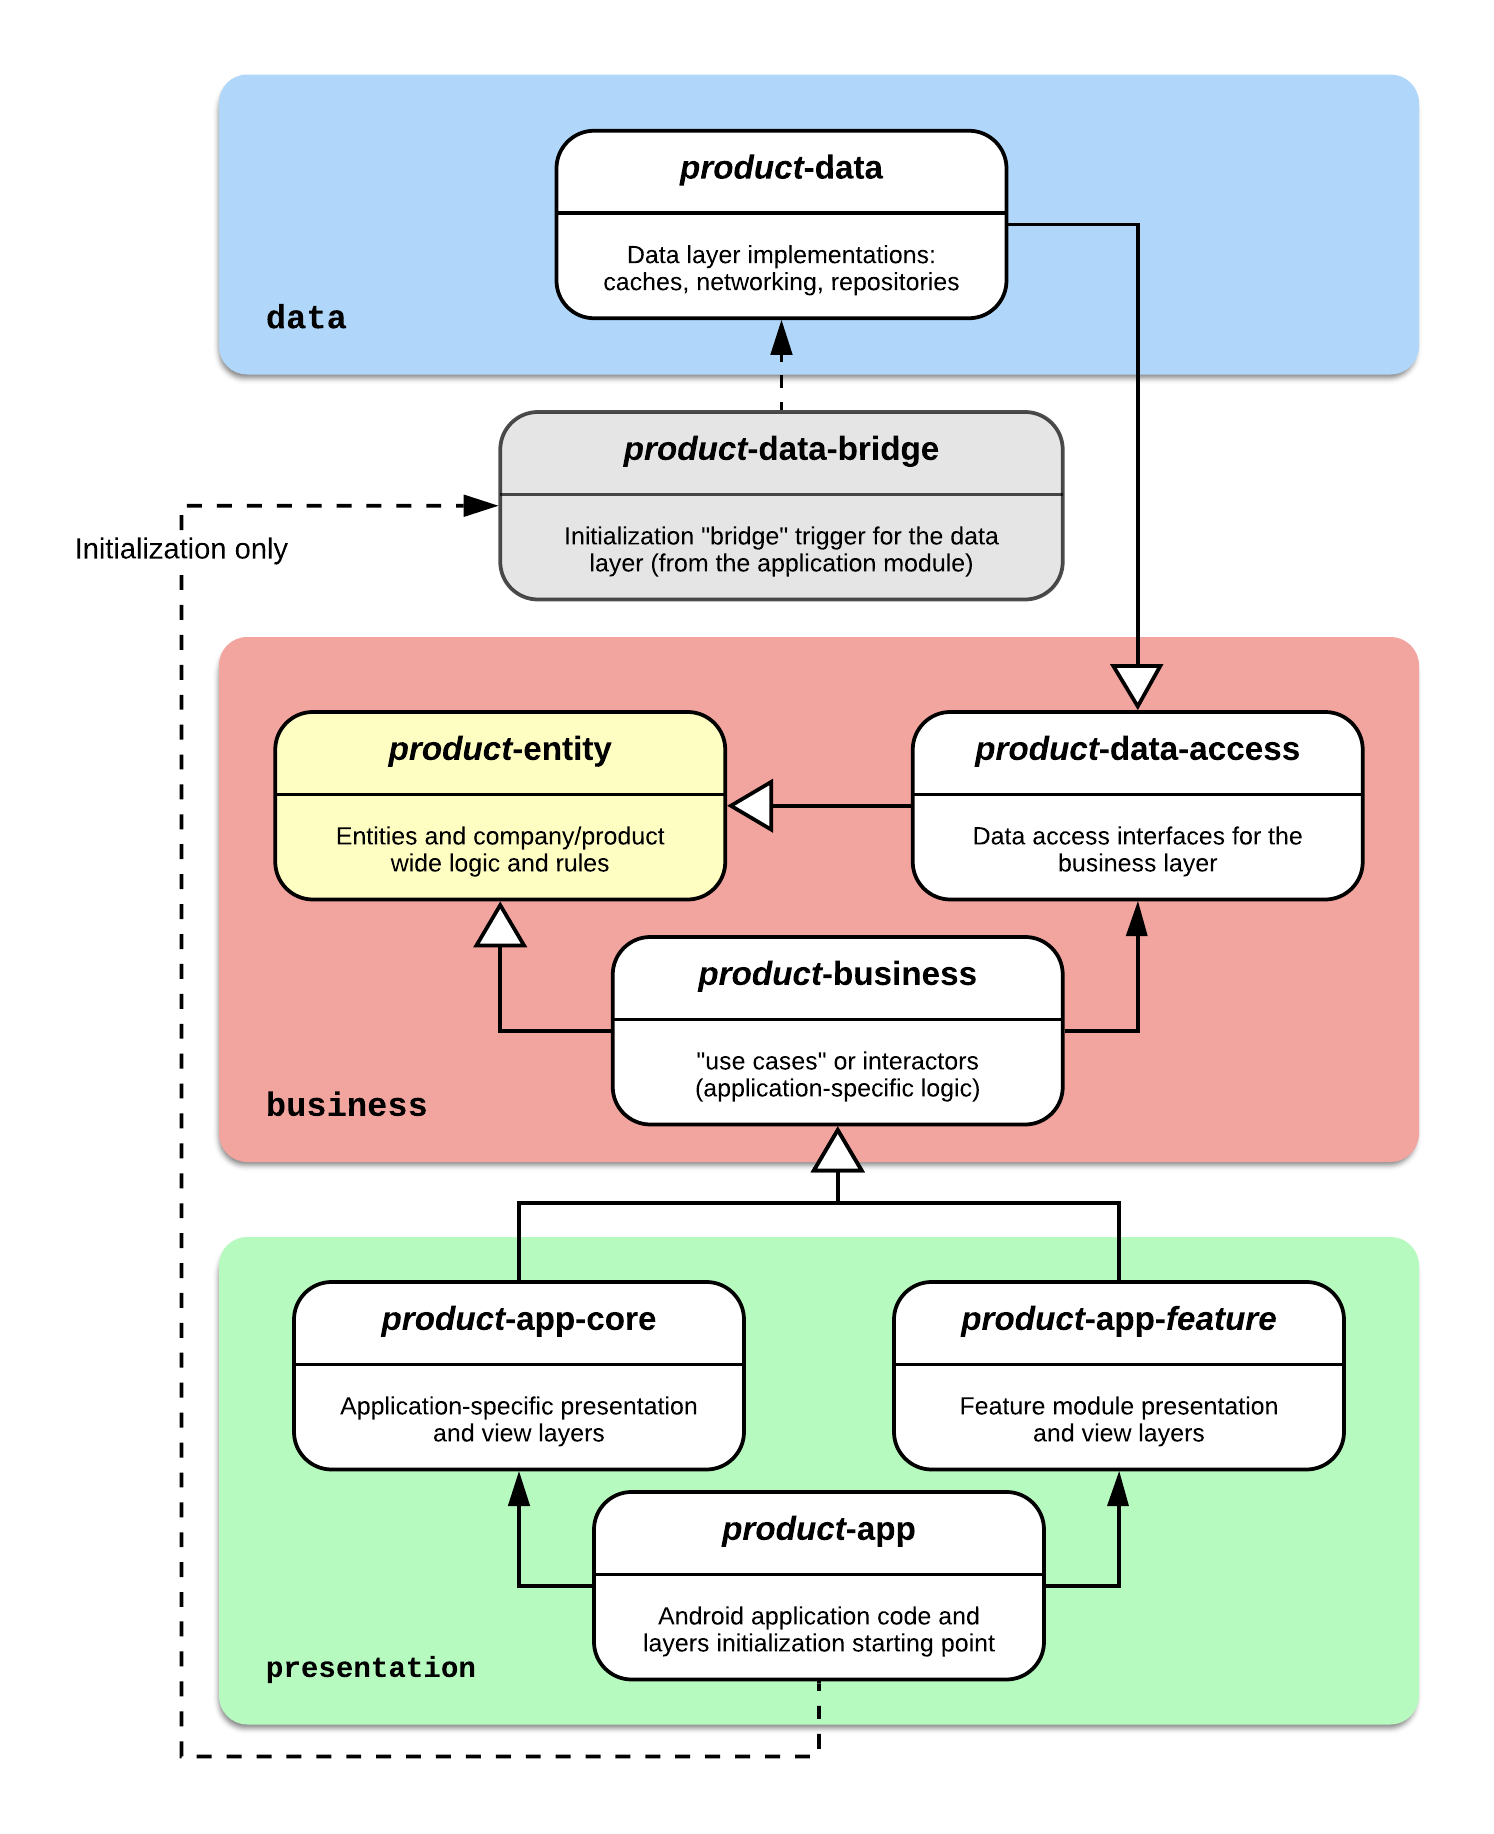 product-data
Data layer implementations:
caches, networking, repositories
data
product-data-bridge
Initialization "bridge" trigger for the data
layer (from the application module)
Initialization only
product-entity
Entities and company/product
wide logic and rules
product-data-access
Data access interfaces for the
business layer
product-business
"use cases" or interactors
(application-specific logic)
business
product-app-core
Application-specific presentation
and view layers
product-app-feature
Feature module presentation
and view layers
product-app
Android application code and
layers initialization starting point
presentation